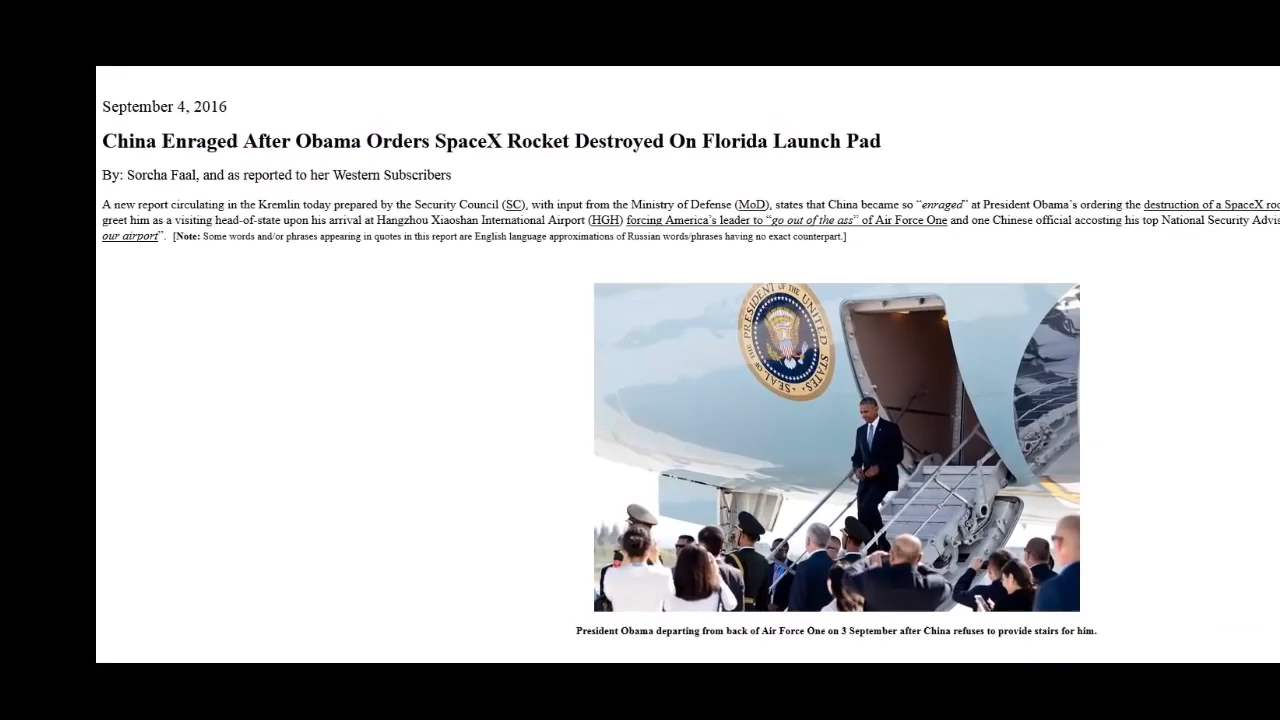 September 4, 2016
China Enraged After Obama Orders SpaceX Rocket Destroyed On Florida Launch Pad
By: Sorcha Faal, and as reported to her Western Subscribers
A new report circulating in the Kremlin today prepared by the Security Council (SC), with input from the Ministry of Defense (MoD), states that China became so “enraged” at President Obama’s ordering the destruction of a SpaceX
greet him as a visiting head-of-state upon his arrival at Hangzhou Xiaoshan International Airport (HGH) forcing America’s leader to “go out of the ass” of Air Force One and one Chinese official accosting his top National Security
our airport”. [Note: Some words and/or phrases appearing in quotes in this report are English language approximations of Russian words/phrases having no exact counterpart.]
SEAL OF THE PRESIDENT OF THE UNITED STATES
President Obama departing from back of Air Force One on 3 September after China refuses to provide stairs for him.